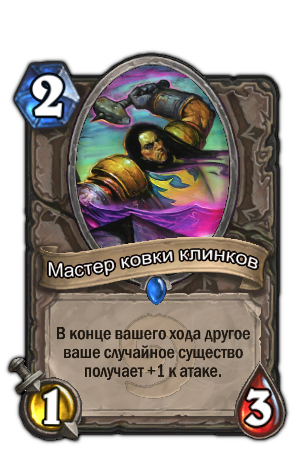 2
Мастер ковки клинков
В конце вашего хода другое
ваше случайное существо
получает +1 к атаке.
1
3